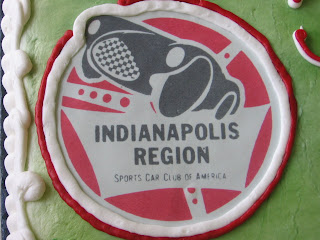 INDIANAPOLIS
REGION
SPORTS CAR CLUB OF AMERICA